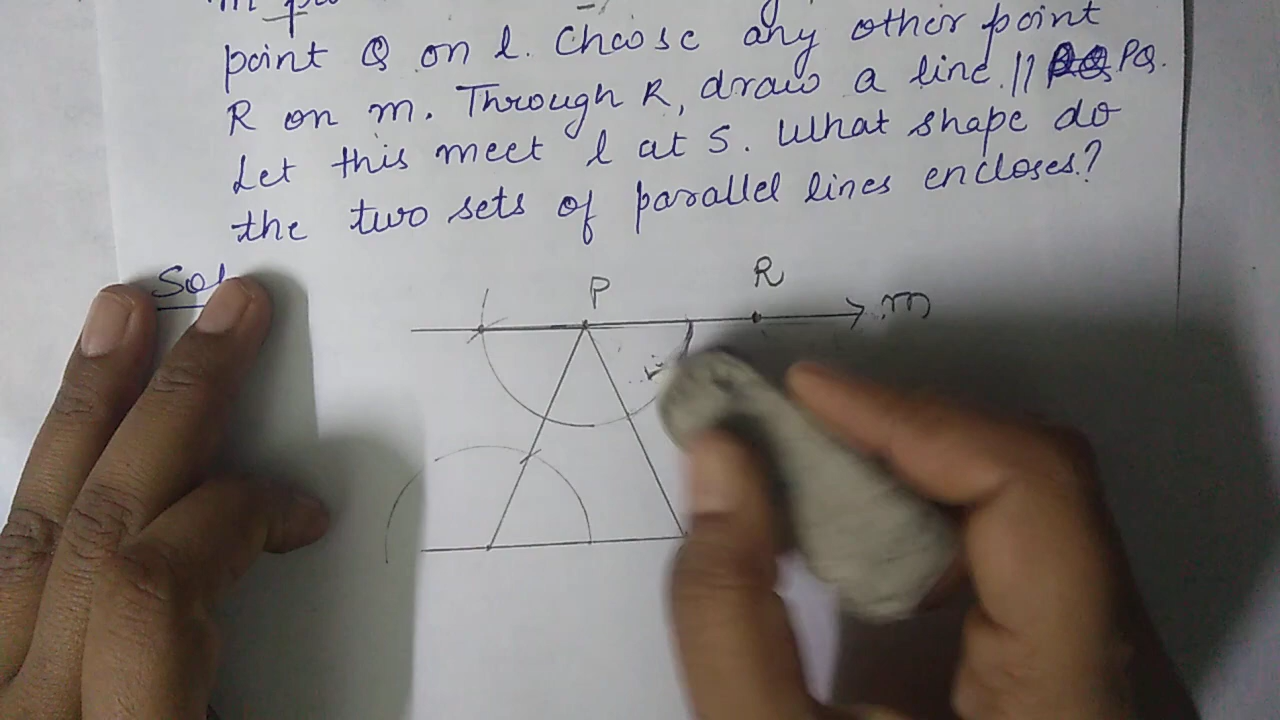 point Q on l. Choose any other point
R on m. Through R, draw a line || PQ.
Let this meet l at S. What shape do
the two sets of parallel lines encloses?
Sol
P
R
m